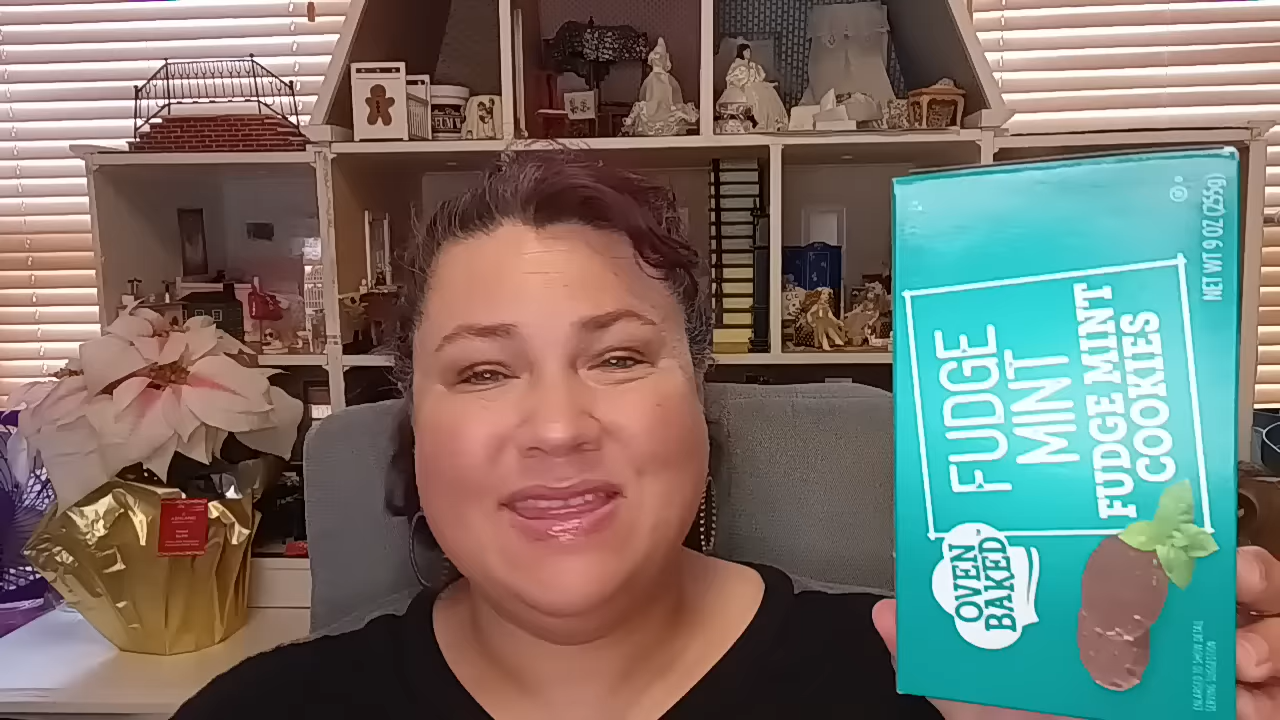 FUDGE
MINT
FUDGE MINT
COOKIES
NET WT 9 OZ (255g)
OVEN
BAKED
ENLARGED TO SHOW DETAIL
SERVING SUGGESTION